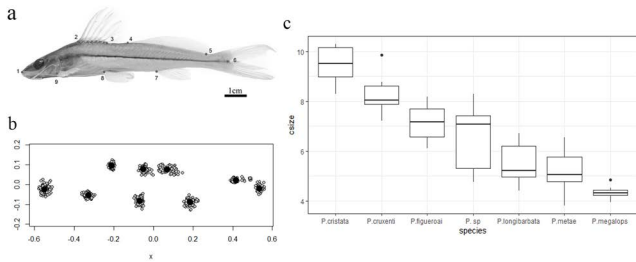 a
2
3
4
5
6
1
9
8
7
1cm
b
0.2
0.1
0.0
-0.1
-0.2
-0.6
-0.4
-0.2
0.0
0.2
0.4
0.6
x
c
csize
10
8
6
4
P.cristata
P.cruxenti
P.figueroai
P. sp
P.longibarbata
P.metae
P.megalops
species